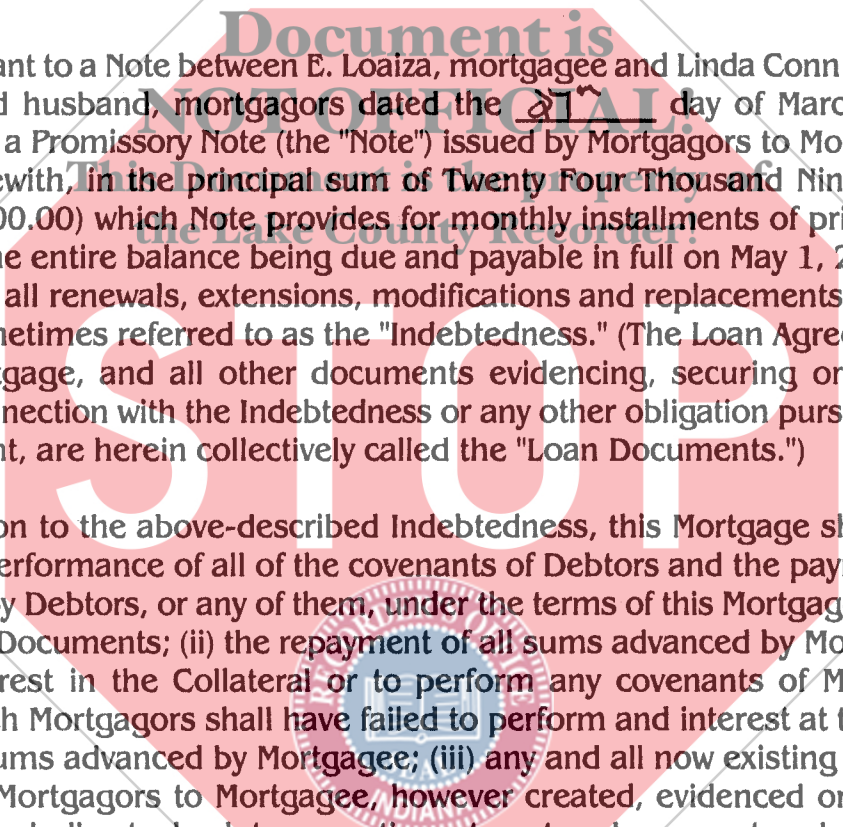 Document is
ant to a Note between E. Loaiza, mortgagee and Linda Conn
d husband, mortgagors dated the 27th day of Marc
NOT OFFICIAL!
a Promissory Note (the "Note") issued by Mortgagors to Mo
ewith, in the principal sum of Twenty Four Thousand Nin
This Document is the property of
00.00) which Note provides for monthly installments of pri
the Lake County Recorder!
e entire balance being due and payable in full on May 1, 2
all renewals, extensions, modifications and replacements
netimes referred to as the "Indebtedness." (The Loan Agree
gage, and all other documents evidencing, securing or
nection with the Indebtedness or any other obligation purs
nt, are herein collectively called the "Loan Documents.")
STOP
on to the above-described Indebtedness, this Mortgage sh
erformance of all of the covenants of Debtors and the pay
y Debtors, or any of them, under the terms of this Mortgag
Documents; (ii) the repayment of all sums advanced by Mo
rest in the Collateral or to perform any covenants of M
h Mortgagors shall have failed to perform and interest at t
ums advanced by Mortgagee; (iii) any and all now existing
Mortgagors to Mortgagee, however created, evidenced or
INDIANA